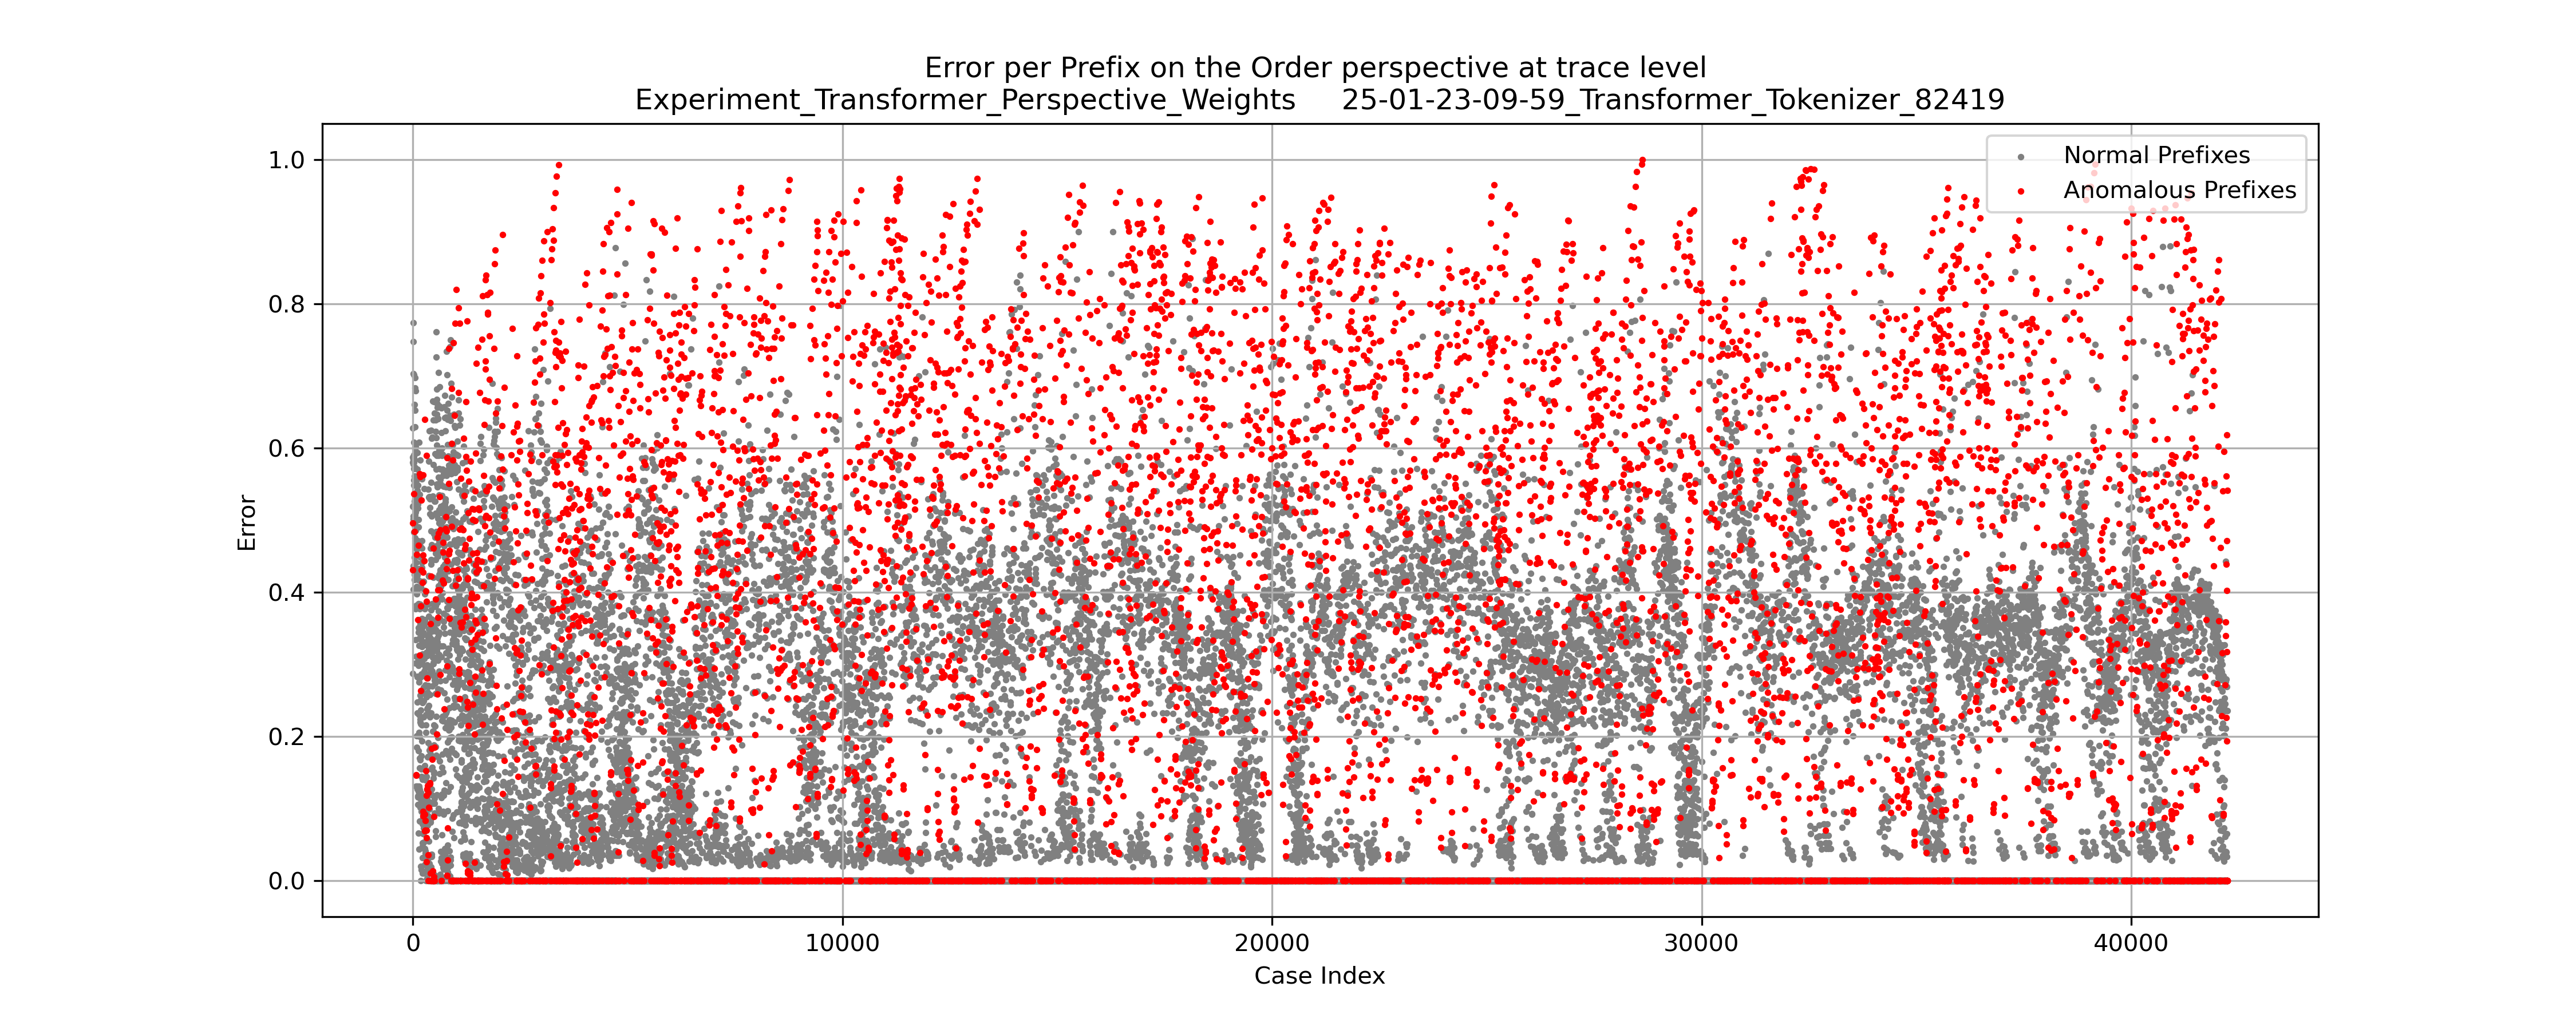 Error per Prefix on the Order perspective at trace level
Experiment_Transformer_Perspective_Weights 25-01-23-09-59_Transformer_Tokenizer_82419
Normal Prefixes
Anomalous Prefixes
1.0
0.8
0.6
0.4
0.2
0.0
Error
0 10000 20000 30000 40000
Case Index